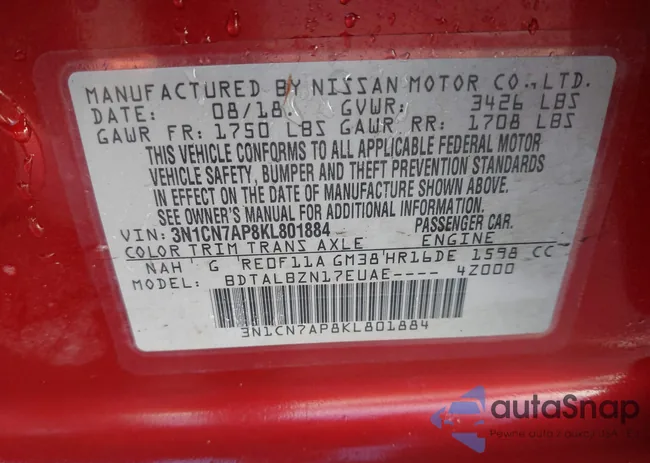 MANUFACTURED BY NISSAN MOTOR CO.,LTD.
DATE: 08/18. GVWR: 3426 LBS
GAWR FR: 1750 LBS GAWR RR: 1708 LBS
THIS VEHICLE CONFORMS TO ALL APPLICABLE FEDERAL MOTOR
VEHICLE SAFETY, BUMPER AND THEFT PREVENTION STANDARDS
IN EFFECT ON THE DATE OF MANUFACTURE SHOWN ABOVE.
SEE OWNER'S MANUAL FOR ADDITIONAL INFORMATION
VIN: 3N1CN7AP8KL801884 PASSENGER CAR.
COLOR TRIM TRANS AXLE ENGINE
NAH G RE0F11A GM38 HR16DE 1598 CC
MODEL: BDTALBZN17EUAE---- 4Z000
3N1CN7AP8KL801884
autaSnap